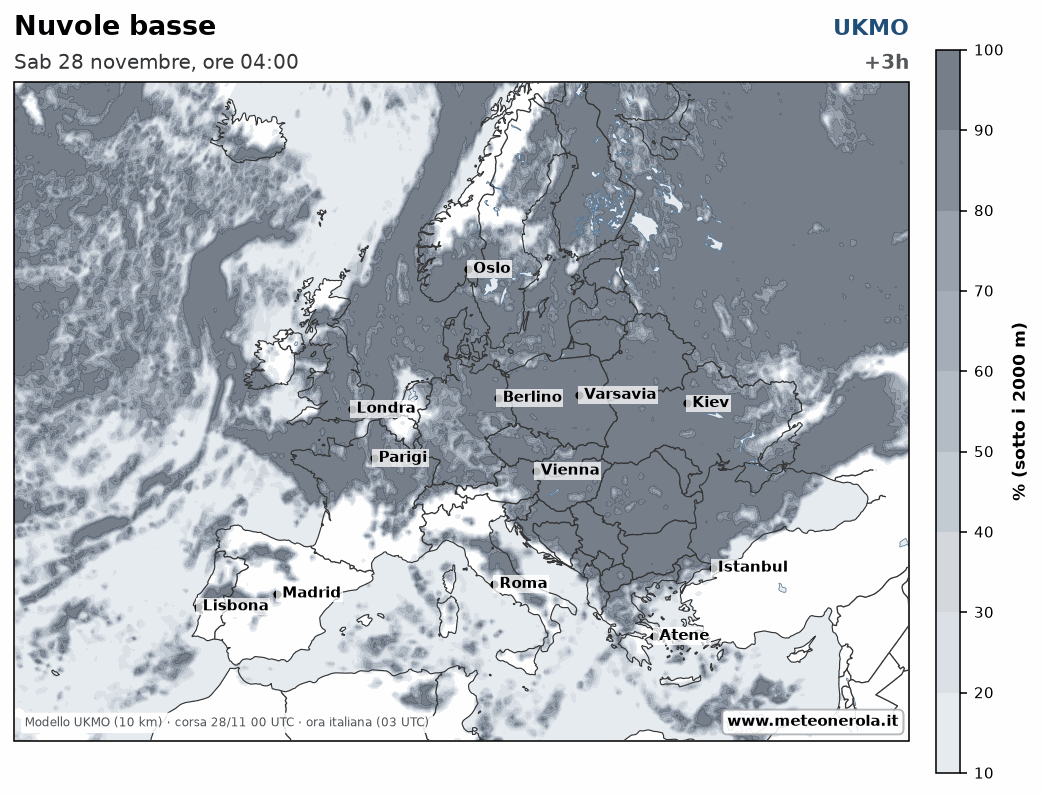 Nuvole basse
UKMO
Sab 28 novembre, ore 04:00
+3h
100
90
80
70
60
50
40
30
20
10
% (sotto i 2000 m)
Oslo
Berlino
Varsavia
Kiev
Londra
Parigi
Vienna
Istanbul
Roma
Madrid
Lisbona
Atene
Modello UKMO (10 km) · corsa 28/11 00 UTC · ora italiana (03 UTC)
www.meteonerola.it